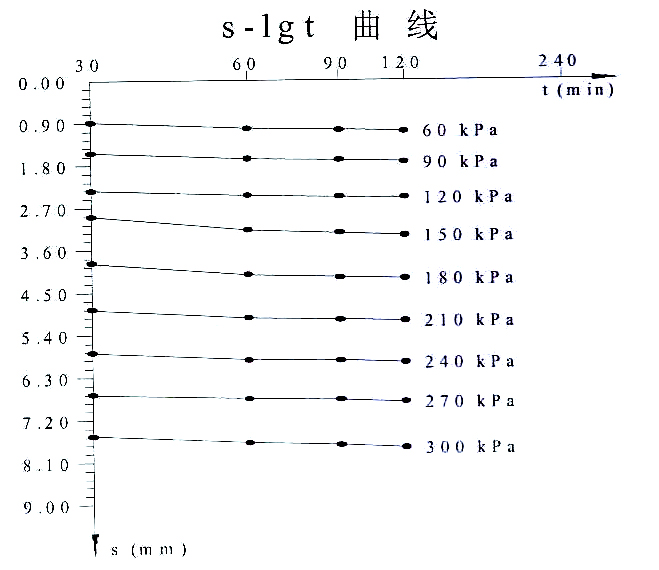 s-lgt 曲线
30 60 90 120 240
t (min)
0.00
0.90
60 kPa
90 kPa
1.80
120 kPa
2.70
150 kPa
3.60
180 kPa
4.50
210 kPa
5.40
240 kPa
6.30
270 kPa
7.20
300 kPa
8.10
9.00
s (mm)